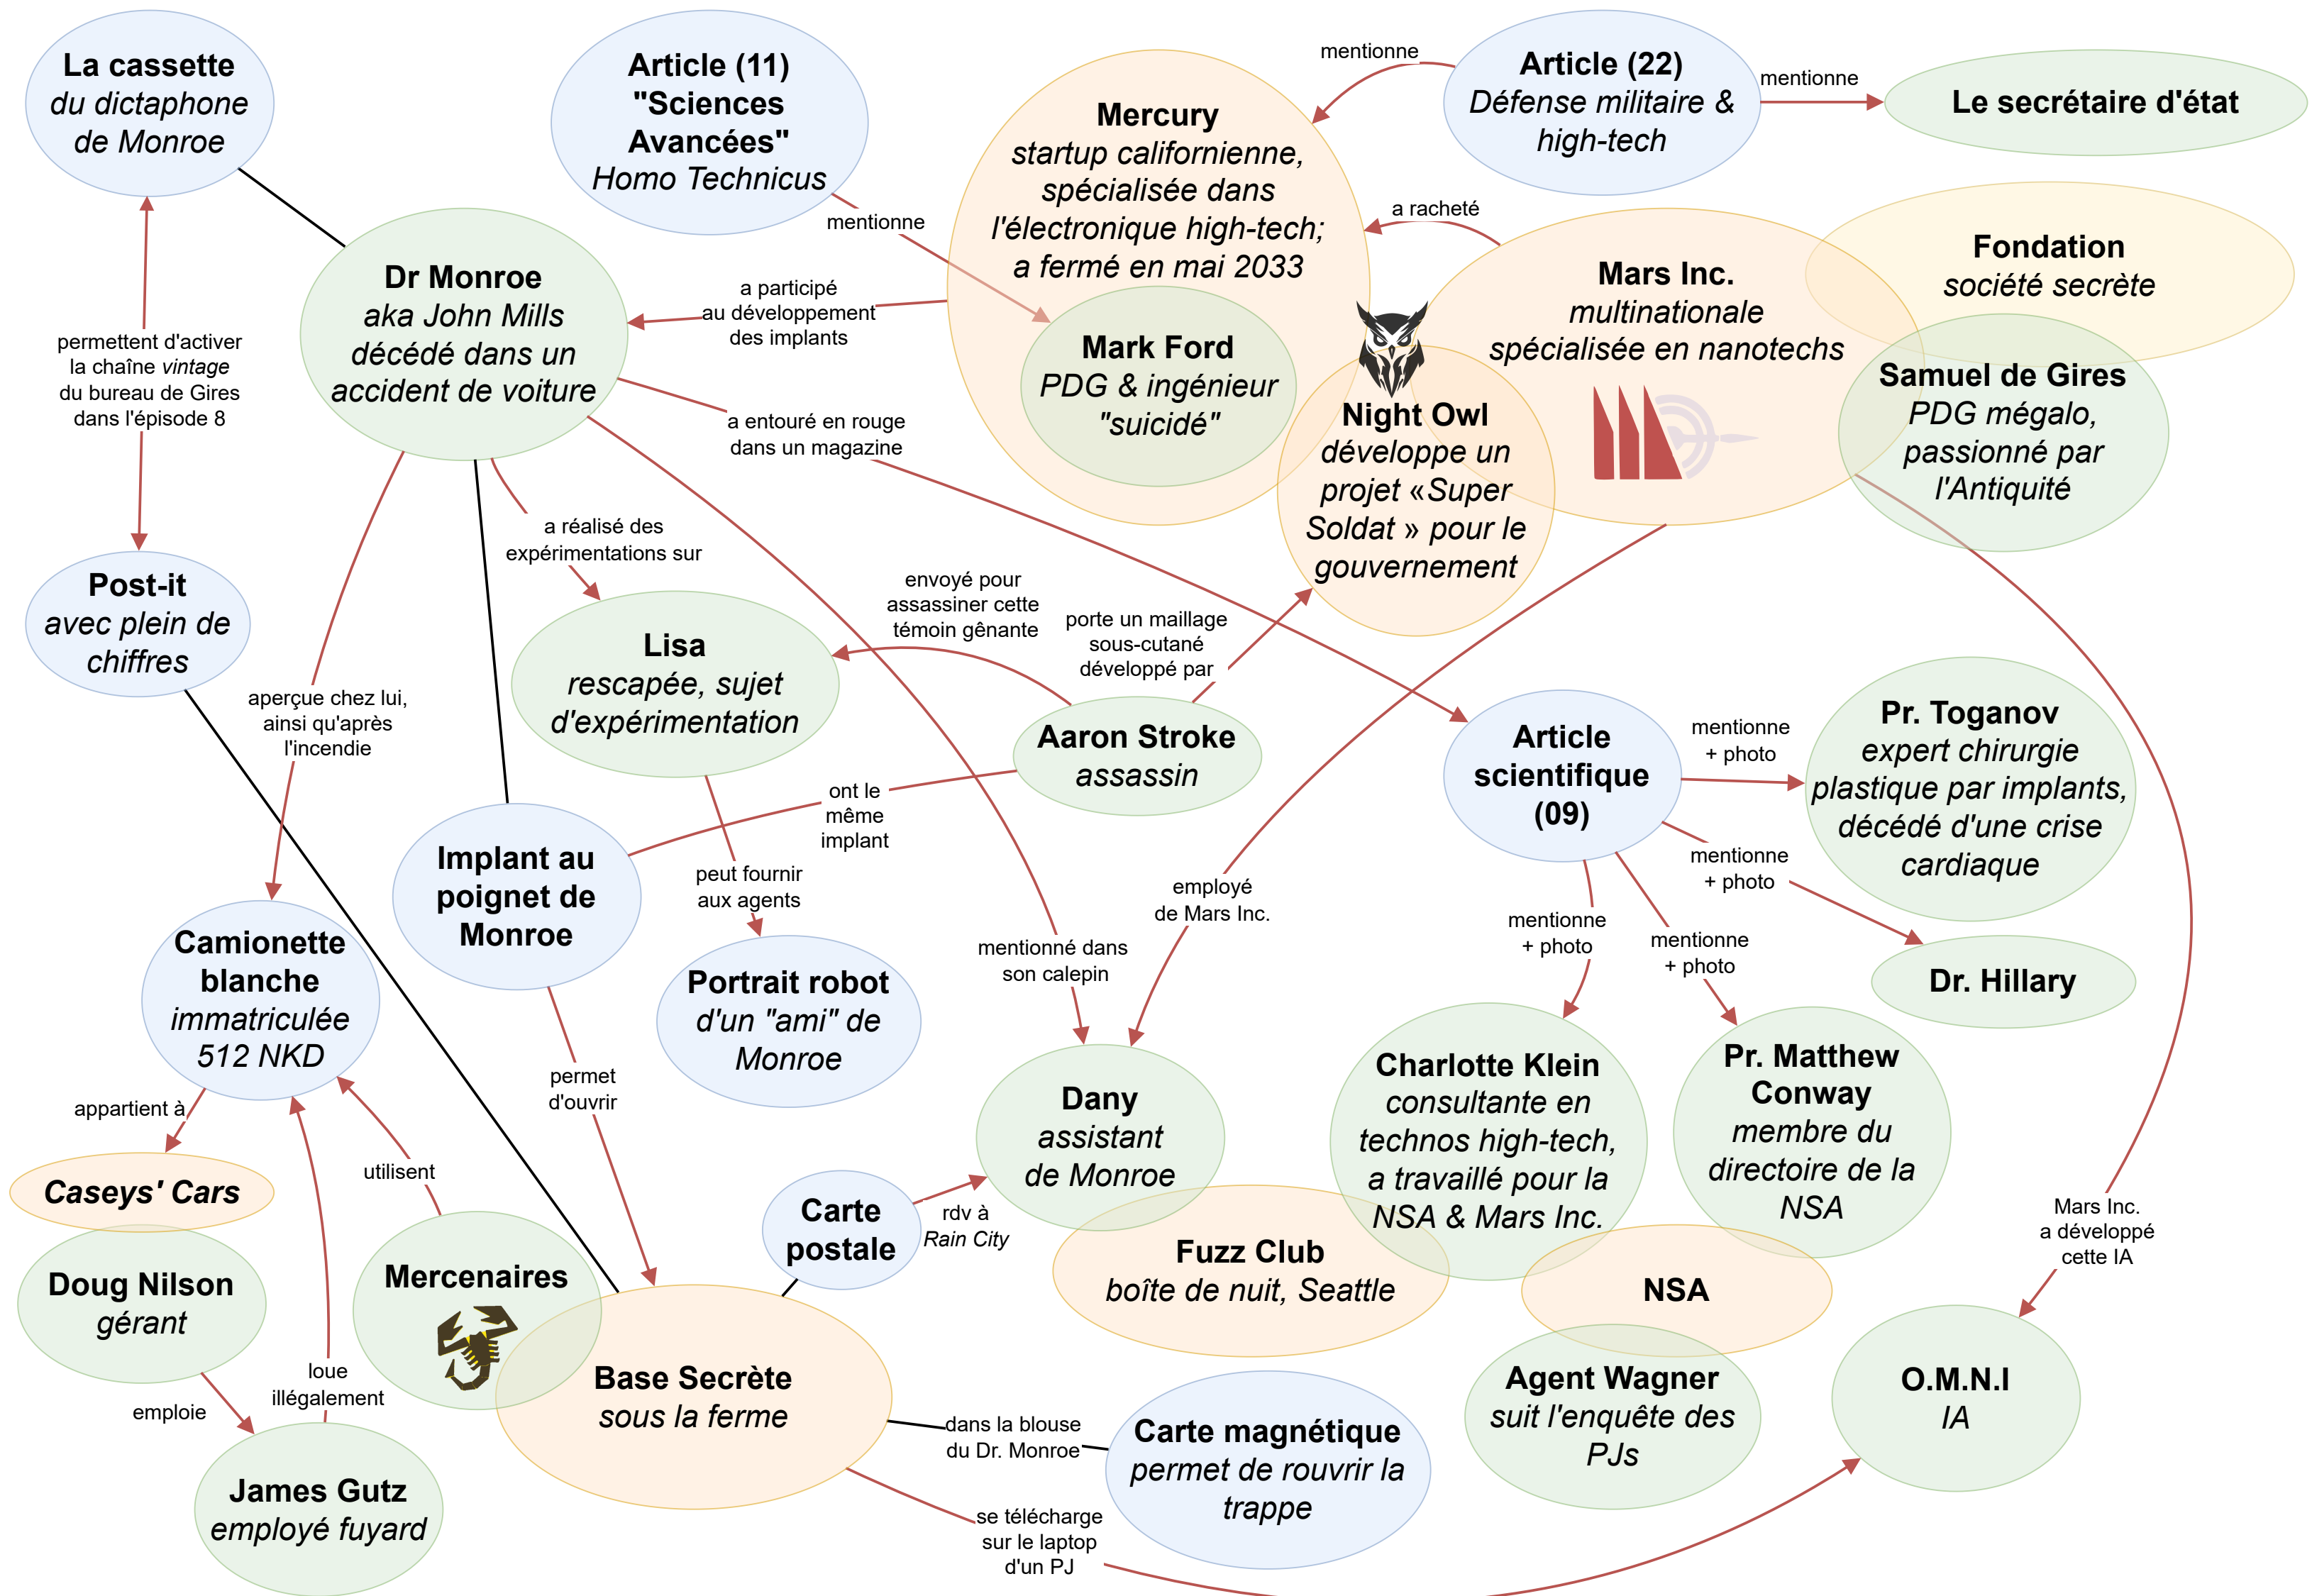 La cassette
du dictaphone
de Monroe
Article (11)
"Sciences
Avancées"
Homo Technicus
mentionne
Mercury
startup californienne,
spécialisée dans
l'électronique high-tech;
a fermé en mai 2033
mentionne
Article (22)
Défense militaire &
high-tech
mentionne
Le secrétaire d'état
a racheté
Fondation
société secrète
Mars Inc.
multinationale
spécialisée en nanotechs
Samuel de Gires
PDG mégalo,
passionné par
l'Antiquité
Dr Monroe
aka John Mills
décédé dans un
accident de voiture
a participé
au développement
des implants
Mark Ford
PDG & ingénieur
"suicidé"
Night Owl
développe un
projet «Super
Soldat » pour le
gouvernement
permettent d'activer
la chaîne vintage
du bureau de Gires
dans l'épisode 8
a entouré en rouge
dans un magazine
a réalisé des
expérimentations sur
Post-it
avec plein de
chiffres
envoyé pour
assassiner cette
témoin gênante
porte un maillage
sous-cutané
développé par
Lisa
rescapée, sujet
d'expérimentation
aperçue chez lui,
ainsi qu'après
l'incendie
Aaron Stroke
assassin
Article
scientifique
(09)
mentionne
+ photo
Pr. Toganov
expert chirurgie
plastique par implants,
décédé d'une crise
cardiaque
ont le
même
implant
Implant au
poignet de
Monroe
peut fournir
aux agents
employé
de Mars Inc.
mentionne
+ photo
mentionne
+ photo
mentionne
+ photo
mentionné dans
son calepin
Dr. Hillary
Camionette
blanche
immatriculée
512 NKD
Portrait robot
d'un "ami" de
Monroe
permet
d'ouvrir
Dany
assistant
de Monroe
Charlotte Klein
consultante en
technos high-tech,
a travaillé pour la
NSA & Mars Inc.
Pr. Matthew
Conway
membre du
directoire de la
NSA
appartient à
Caseys' Cars
utilisent
Carte
postale
rdv à
Rain City
Mars Inc.
a développé
cette IA
Fuzz Club
boîte de nuit, Seattle
NSA
Doug Nilson
gérant
Mercenaires
loue
illégalement
emploie
Base Secrète
sous la ferme
Agent Wagner
suit l'enquête des
PJs
O.M.N.I
IA
dans la blouse
du Dr. Monroe
Carte magnétique
permet de rouvrir la
trappe
James Gutz
employé fuyard
se télécharge
sur le laptop
d'un PJ